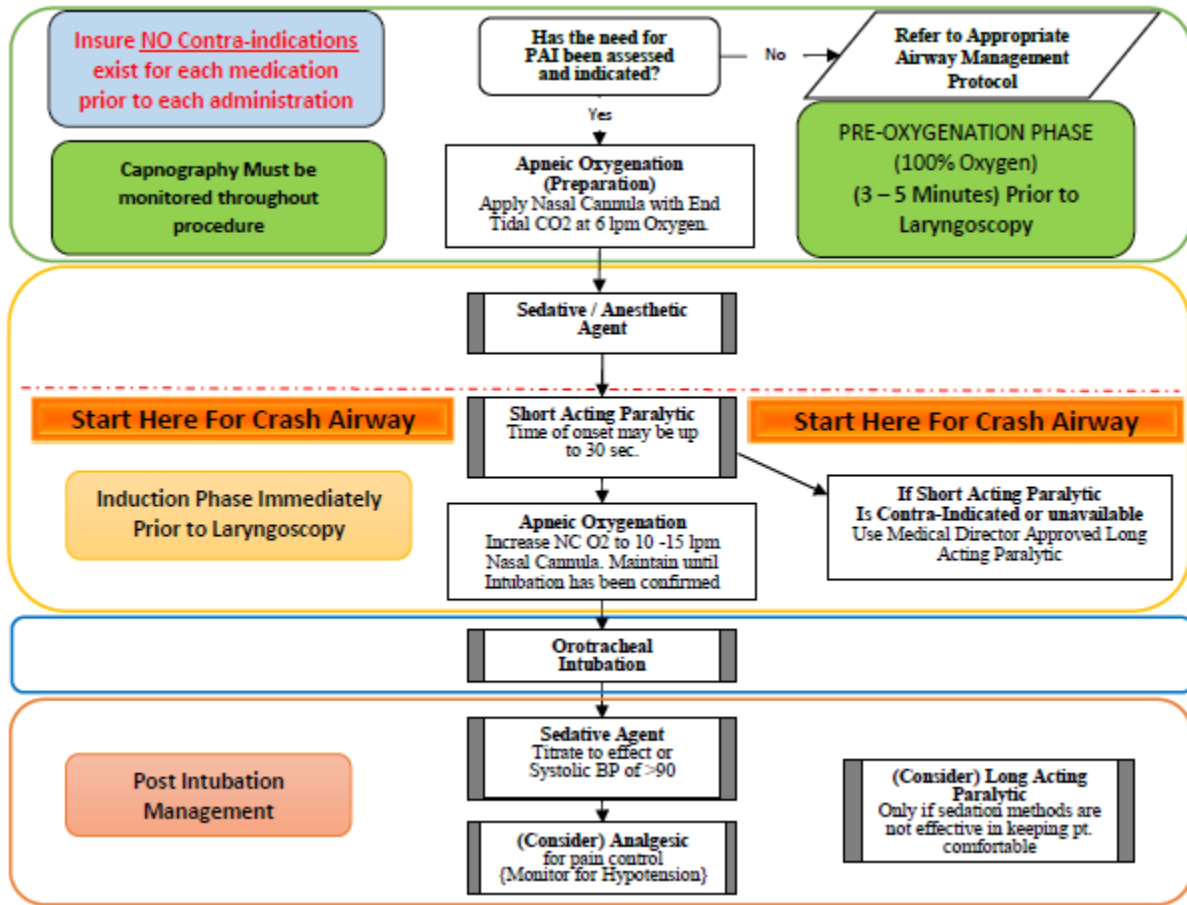 Insure NO Contra-indications
exist for each medication
prior to each administration
Has the need for
PAI been assessed
and indicated?
No
Refer to Appropriate
Airway Management
Protocol
Yes
Capnography Must be
monitored throughout
procedure
Apneic Oxygenation
(Preparation)
Apply Nasal Cannula with End
Tidal CO2 at 6 lpm Oxygen.
PRE-OXYGENATION PHASE
(100% Oxygen)
(3 – 5 Minutes) Prior to
Laryngoscopy
Sedative / Anesthetic
Agent
Start Here For Crash Airway
Short Acting Paralytic
Time of onset may be up
to 30 sec.
Start Here For Crash Airway
Induction Phase Immediately
Prior to Laryngoscopy
Apneic Oxygenation
Increase NC O2 to 10 -15 lpm
Nasal Cannula. Maintain until
Intubation has been confirmed
If Short Acting Paralytic
Is Contra-Indicated or unavailable
Use Medical Director Approved Long
Acting Paralytic
Orotracheal
Intubation
Post Intubation
Management
Sedative Agent
Titrate to effect or
Systolic BP of >90
(Consider) Analgesic
for pain control
{Monitor for Hypotension}
(Consider) Long Acting
Paralytic
Only if sedation methods are
not effective in keeping pt.
comfortable